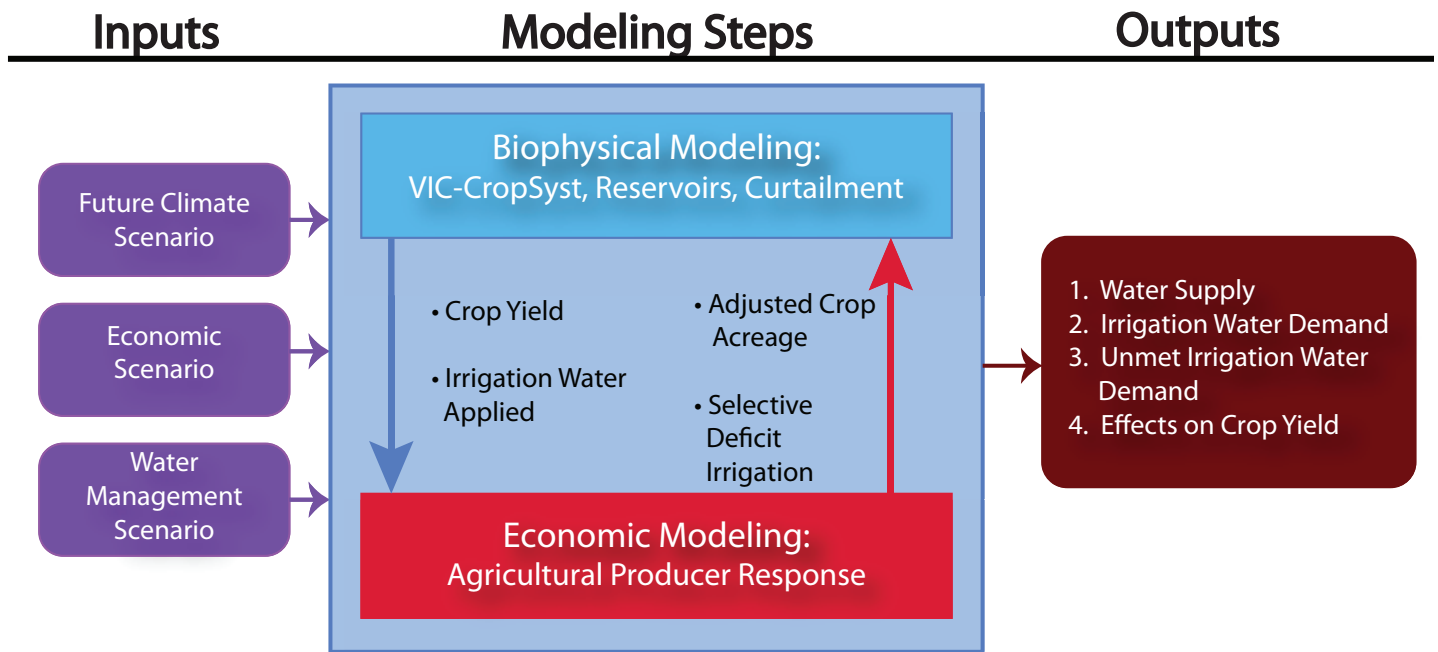 Inputs
Modeling Steps
Outputs
Future Climate
Scenario
Economic
Scenario
Water
Management
Scenario
Biophysical Modeling:
VIC-CropSyst, Reservoirs, Curtailment
• Crop Yield
• Irrigation Water
Applied
• Adjusted Crop
Acreage
• Selective
Deficit
Irrigation
Economic Modeling:
Agricultural Producer Response
1. Water Supply
2. Irrigation Water Demand
3. Unmet Irrigation Water
Demand
4. Effects on Crop Yield